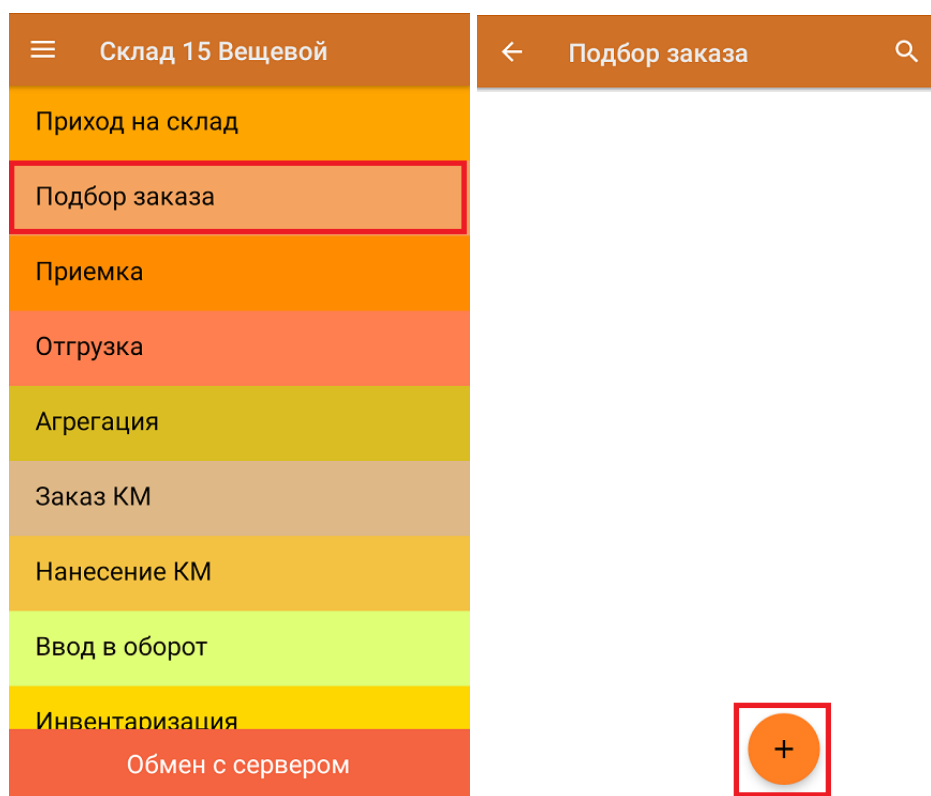 Склад 15 Вещевой
Приход на склад
Подбор заказа
Приемка
Отгрузка
Агрегация
Заказ КМ
Нанесение КМ
Ввод в оборот
Инвентаризация
Обмен с сервером
Подбор заказа
+